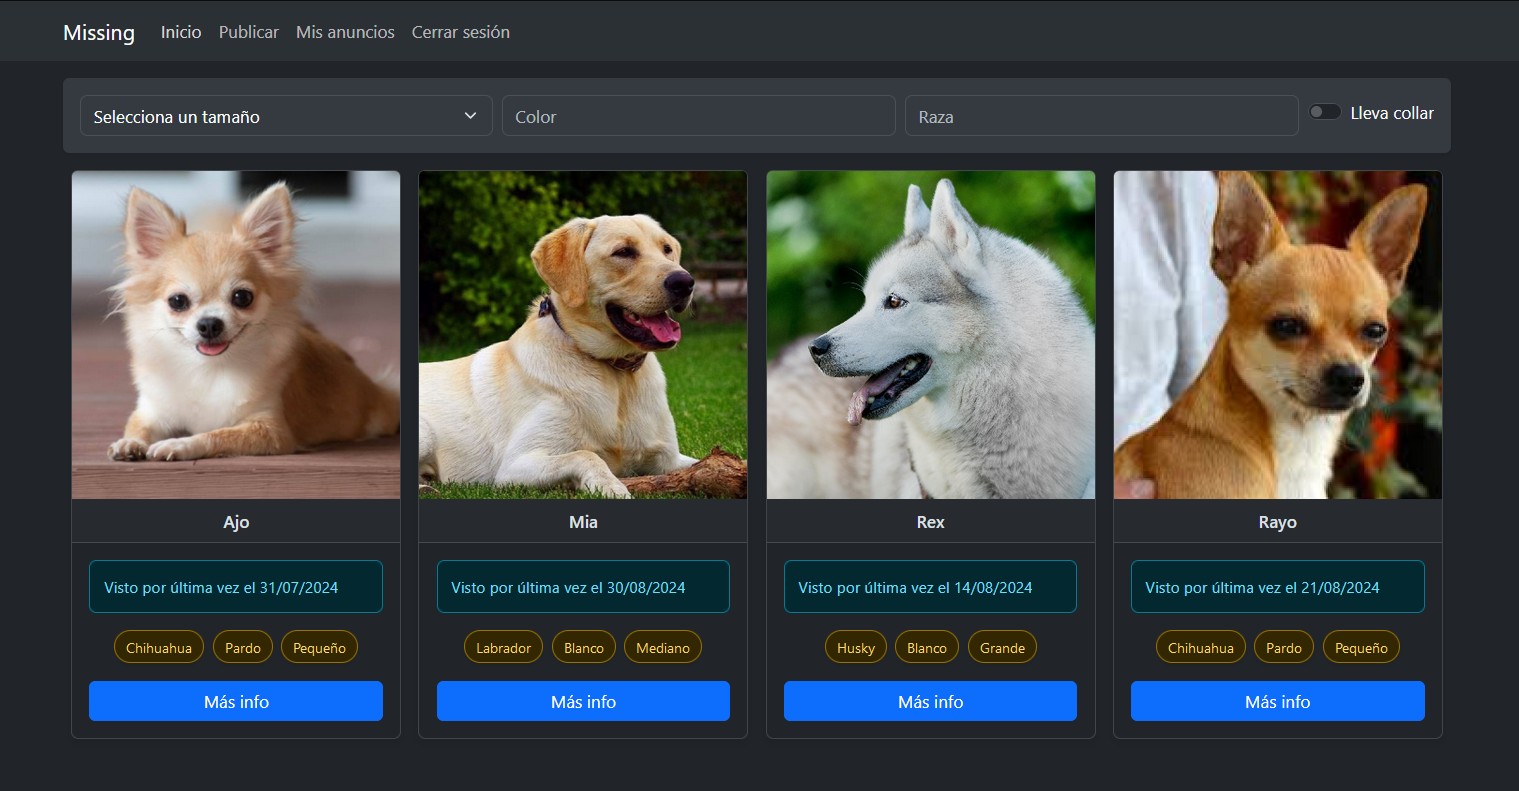 Missing Inicio Publicar Mis anuncios Cerrar sesión
Selecciona un tamaño Color Raza Lleva collar
Ajo
Visto por última vez el 31/07/2024
Chihuahua Pardo Pequeño
Más info
Mia
Visto por última vez el 30/08/2024
Labrador Blanco Mediano
Más info
Rex
Visto por última vez el 14/08/2024
Husky Blanco Grande
Más info
Rayo
Visto por última vez el 21/08/2024
Chihuahua Pardo Pequeño
Más info